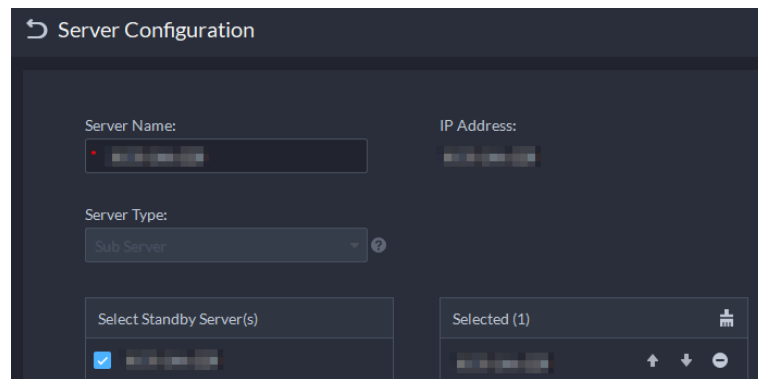 Server Configuration
Server Name:
IP Address:
*
Server Type:
Sub Server
Select Standby Server(s)
Selected (1)